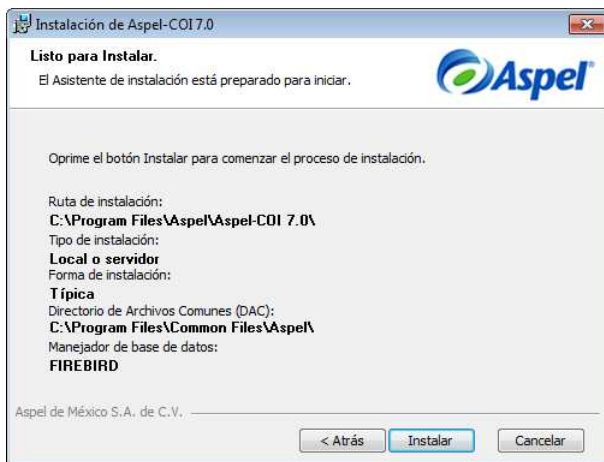 Instalación de Aspel-COI 7.0
Listo para Instalar.
El Asistente de instalación está preparado para iniciar.
Aspel
Oprime el botón Instalar para comenzar el proceso de instalación.
Ruta de instalación:
C:\Program Files\Aspel\Aspel-COI 7.0\
Tipo de instalación:
Local o servidor
Forma de instalación:
Típica
Directorio de Archivos Comunes (DAC):
C:\Program Files\Common Files\Aspel\
Manejador de base de datos:
FIREBIRD
Aspel de México S.A. de C.V.
< Atrás Instalar Cancelar